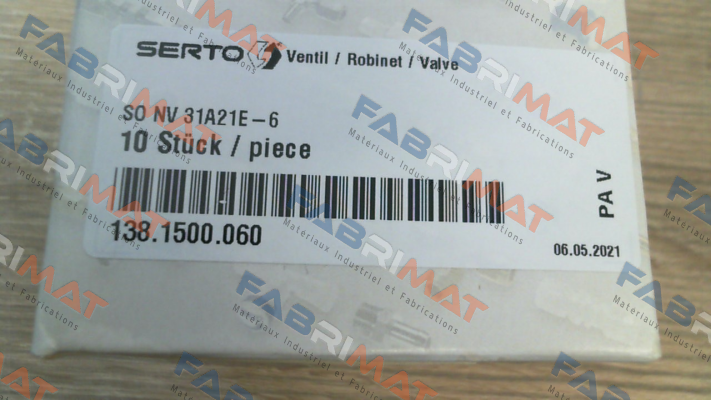 SERTO Ventil / Robinet / Valve
SO NV 31A21E-6
10 Stück / piece
138.1500.060
06.05.2021
PA V
FABRIMAT
Matériaux Industriel et Fabrications